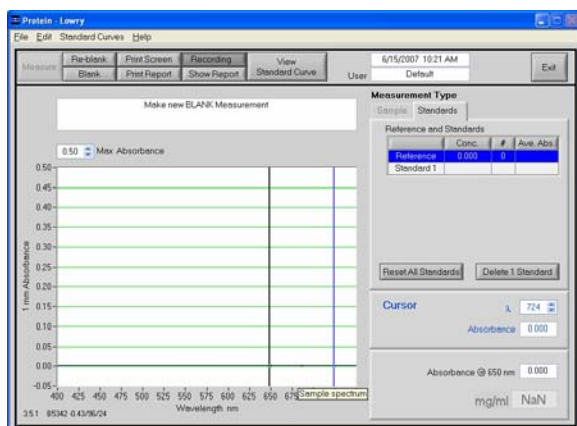 Protein - Lowry
File Edit Standard Curves Help
Measure Re-blank Print Screen Recording View Standard Curve 6/15/2007 10:21 AM Exit
Blank Print Report Show Report User Default
Make new BLANK Measurement
Measurement Type
Sample Standards
Reference and Standards
Conc. # Ave. Abs.
Reference 0.000 0
Standard 1
Reset All Standards Delete 1 Standard
0.50 Max Absorbance
0.50
0.45
0.40
0.35
0.30
0.25
0.20
0.15
0.10
0.05
0.00
-0.05
1 mm Absorbance
400 425 450 475 500 525 550 575 600 625 650 675
Sample spectrum
Wavelength nm
3.5.1 B5342 0.43/96/24
Cursor λ 724
Absorbance 0.000
Absorbance @ 650 nm 0.000
mg/ml NaN